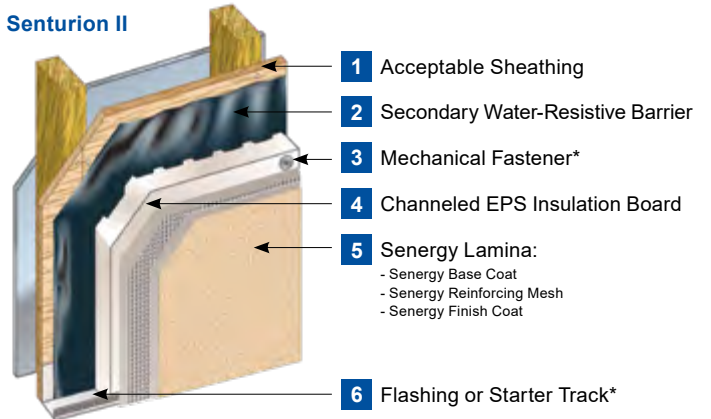 Senturion II
1 Acceptable Sheathing
2 Secondary Water-Resistive Barrier
3 Mechanical Fastener*
4 Channeled EPS Insulation Board
5 Senergy Lamina:
- Senergy Base Coat
- Senergy Reinforcing Mesh
- Senergy Finish Coat
6 Flashing or Starter Track*